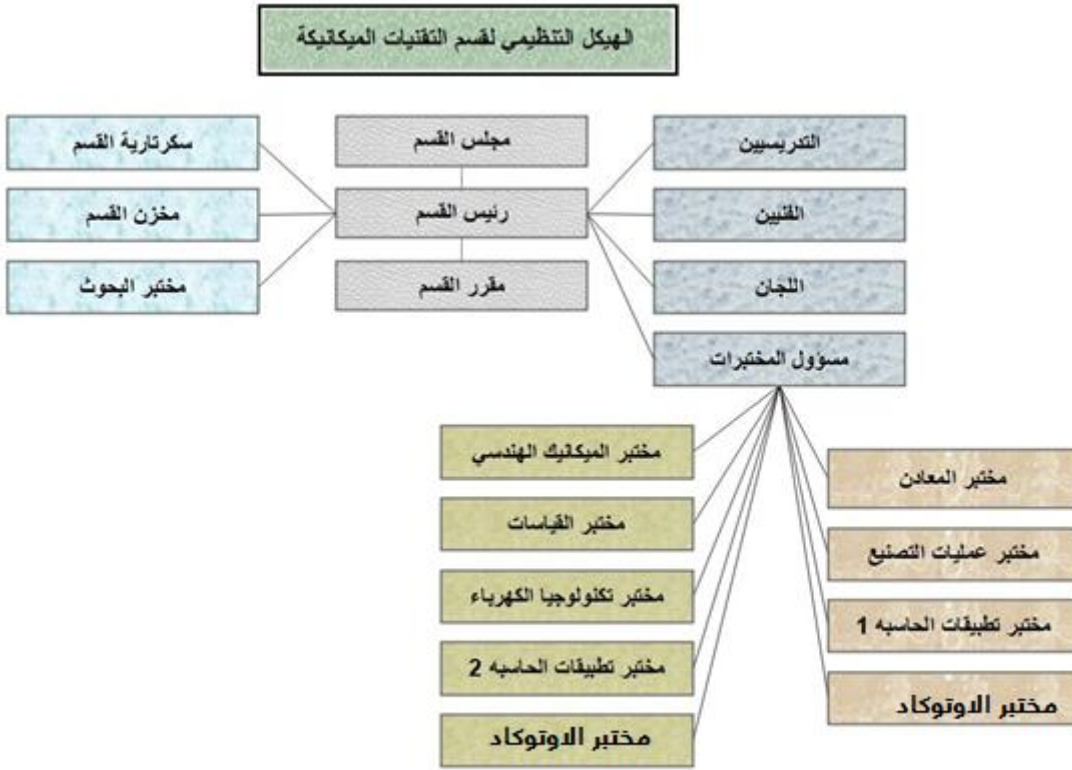 الهيكل التنظيمي لقسم التقنيات الميكانيكة
التدريسيين
مجلس القسم
سكرتارية القسم
الفنيين
رئيس القسم
مخزن القسم
اللجان
مقرر القسم
مختبر البحوث
مسؤول المختبرات
مختبر المعادن
مختبر الميكانيك الهندسي
مختبر عمليات التصنيع
مختبر القياسات
مختبر تطبيقات الحاسبه 1
مختبر تكنولوجيا الكهرباء
مختبر الاوتوكاد
مختبر تطبيقات الحاسبه 2
مختبر الاوتوكاد